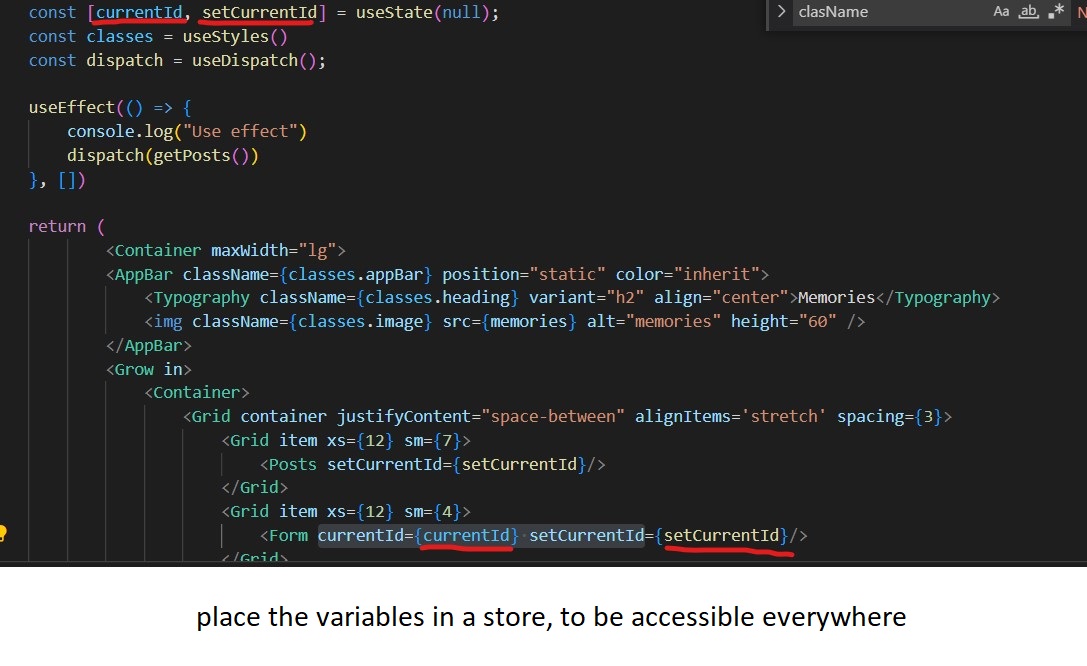 const [currentId, setCurrentId] = useState(null);
clasName Aa ab
const classes = useStyles()
const dispatch = useDispatch();
useEffect(() => {
console.log("Use effect")
dispatch(getPosts())
}, [])
return (
<Container maxWidth="lg">
<AppBar className={classes.appBar} position="static" color="inherit">
<Typography className={classes.heading} variant="h2" align="center">Memories</Typography>
<img className={classes.image} src={memories} alt="memories" height="60" />
</AppBar>
<Grow in>
<Container>
<Grid container justifyContent="space-between" alignItems='stretch' spacing={3}>
<Grid item xs={12} sm={7}>
<Posts setCurrentId={setCurrentId}/>
</Grid>
<Grid item xs={12} sm={4}>
<Form currentId={currentId} setCurrentId={setCurrentId}/>
</Grid>
place the variables in a store, to be accessible everywhere